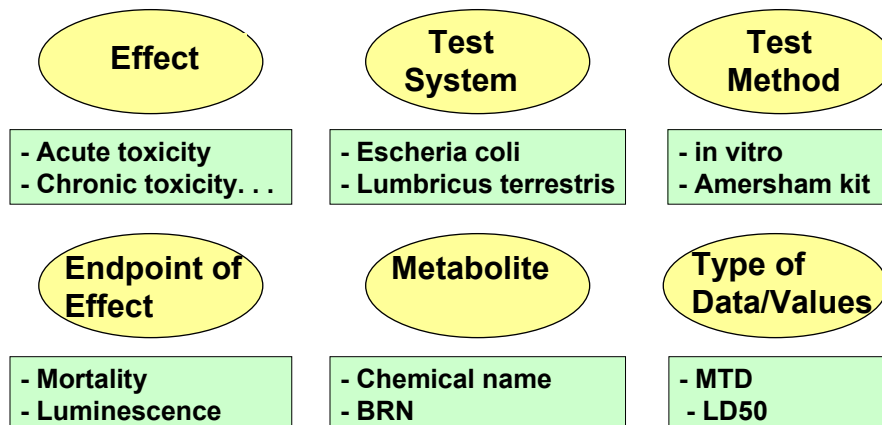 Effect
Test
System
Test
Method
- Acute toxicity
- Chronic toxicity. . .
- Escheria coli
- Lumbricus terrestris
- in vitro
- Amersham kit
Endpoint of
Effect
Metabolite
Type of
Data/Values
- Mortality
- Luminescence
- Chemical name
- BRN
- MTD
- LD50